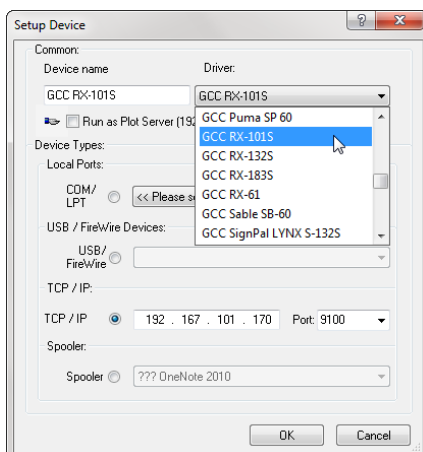 Setup Device
Common:
Device name
Driver:
GCC RX-101S
GCC RX-101S
Run as Plot Server (192
GCC Puma SP 60
GCC RX-101S
GCC RX-132S
GCC RX-183S
GCC RX-61
GCC Sable SB-60
GCC SignPal LYNX S-132S
Device Types:
Local Ports:
COM/
LPT
<< Please s
USB / FireWire Devices:
USB/
FireWire
TCP / IP:
TCP / IP
192 . 167 . 101 . 170
Port: 9100
Spooler:
Spooler
??? OneNote 2010
OK
Cancel